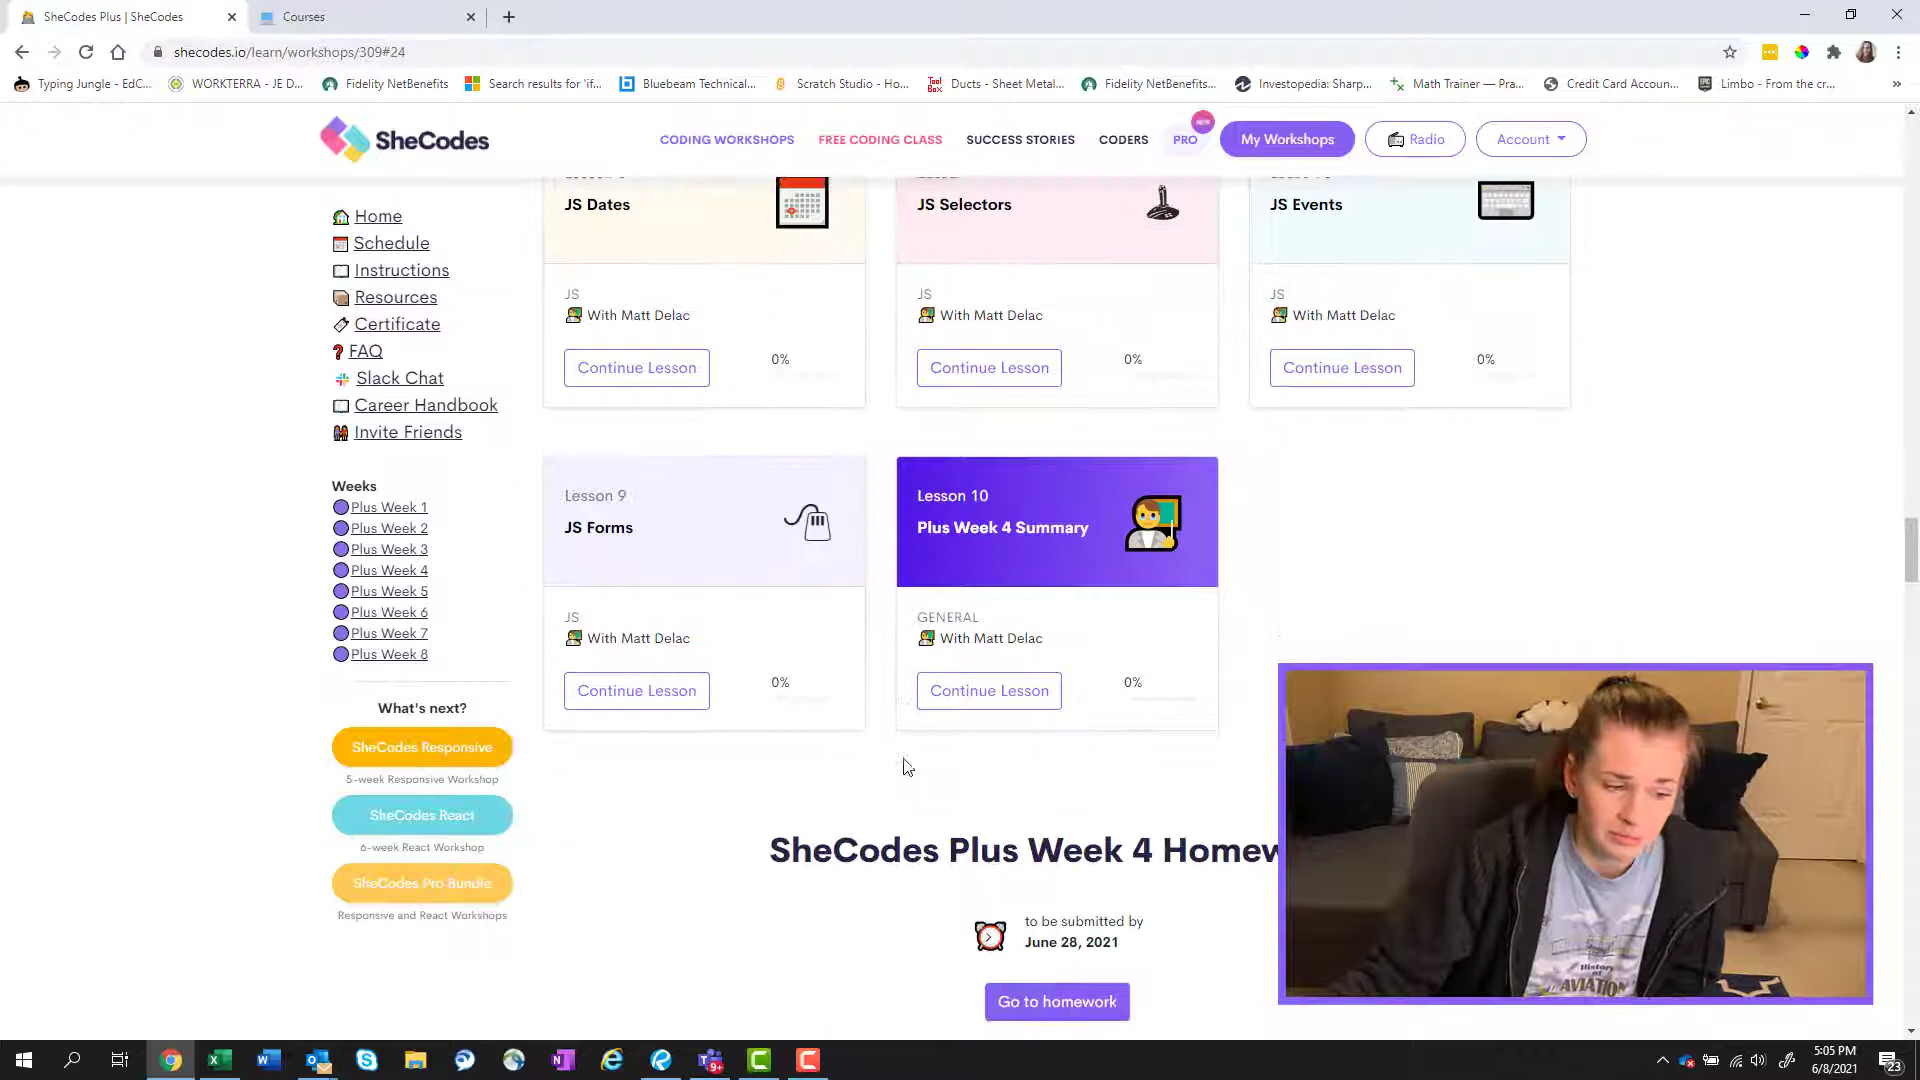 SheCodes Plus | SheCodes
Courses
shecodes.io/learn/workshops/309#24
Typing Jungle - EdC...
WORKTERRA - JE D...
Fidelity NetBenefits
Search results for 'if...
Bluebeam Technical...
Scratch Studio - Ho...
Ducts - Sheet Metal...
Fidelity NetBenefits...
Investopedia: Sharp...
Math Trainer — Pra...
Credit Card Accoun...
Limbo - From the cr...
SheCodes
CODING WORKSHOPS
FREE CODING CLASS
SUCCESS STORIES
CODERS
PRO
NEW
My Workshops
Radio
Account
Home
Schedule
Instructions
Resources
Certificate
FAQ
Slack Chat
Career Handbook
Invite Friends
Weeks
Plus Week 1
Plus Week 2
Plus Week 3
Plus Week 4
Plus Week 5
Plus Week 6
Plus Week 7
Plus Week 8
What's next?
SheCodes Responsive
5-week Responsive Workshop
SheCodes React
6-week React Workshop
SheCodes Pro Bundle
Responsive and React Workshops
JS Dates
JS
With Matt Delac
Continue Lesson
0%
JS Selectors
JS
With Matt Delac
Continue Lesson
0%
JS Events
JS
With Matt Delac
Continue Lesson
0%
Lesson 9
JS Forms
JS
With Matt Delac
Continue Lesson
0%
Lesson 10
Plus Week 4 Summary
GENERAL
With Matt Delac
Continue Lesson
0%
SheCodes Plus Week 4 Homew
to be submitted by
June 28, 2021
Go to homework
History
of
AVIATION
9+
5:05 PM
6/8/2021
23